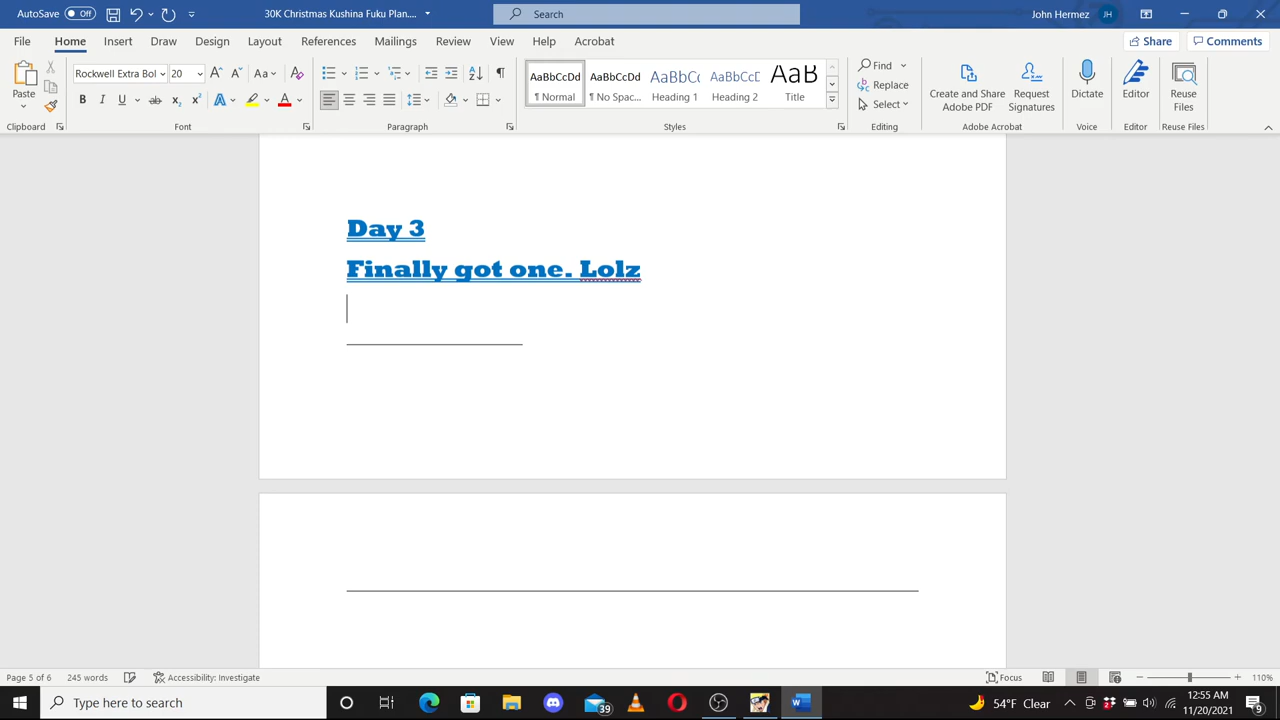 AutoSave Off 30K Christmas Kushina Fuku Plan... Search John Hermez JH
File Home Insert Draw Design Layout References Mailings Review View Help Acrobat Share Comments
Paste Rockwell Extra Bol 20 Aa
B I U ab x₂ x² A A
AaBbCcDd AaBbCcDd AaBbCc AaBbCcD AaB
¶ Normal ¶ No Spac... Heading 1 Heading 2 Title
Find
Replace
Select
Create and Share Adobe PDF
Request Signatures
Dictate
Editor
Reuse Files
Clipboard Font Paragraph Styles Editing Adobe Acrobat Voice Editor Reuse Files
Day 3
Finally got one. Lolz
Page 5 of 6 245 words Accessibility: Investigate Focus 110%
Type here to search 39 54°F Clear 12:55 AM
11/20/2021 9